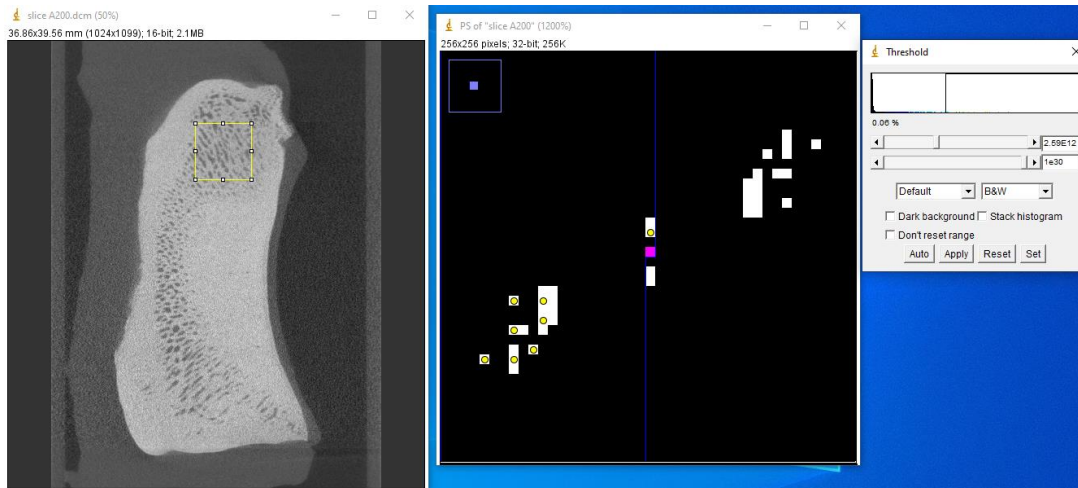 slice A200.dcm (50%)
36.86x39.56 mm (1024x1099); 16-bit; 2.1MB
PS of "slice A200" (1200%)
256x256 pixels; 32-bit; 256K
Threshold
0.06 %
2.59E12
1e30
Default
B&W
Dark background
Stack histogram
Don't reset range
Auto
Apply
Reset
Set